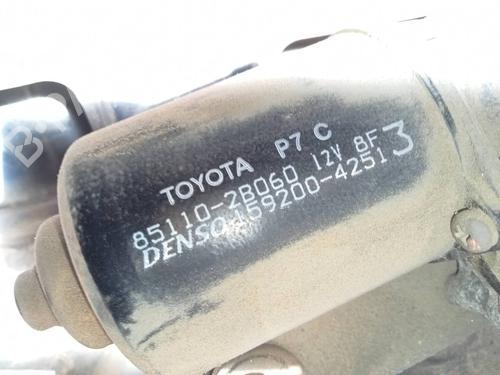 TOYOTA P7 C
85110-2B060 12V 8F 3
DENSO 159200-4251